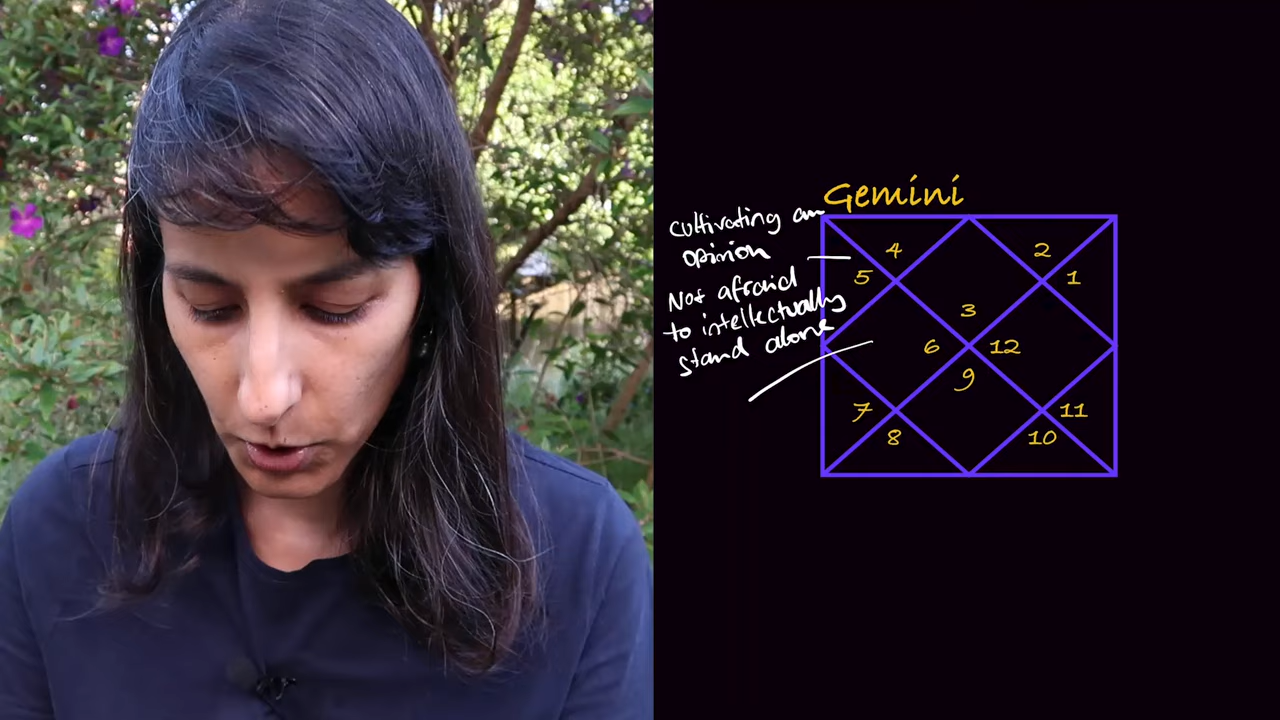 Gemini
cultivating an
opinion
Not afraid
to intellectually
stand alone
4
2
5
1
3
6
12
9
7
11
8
10